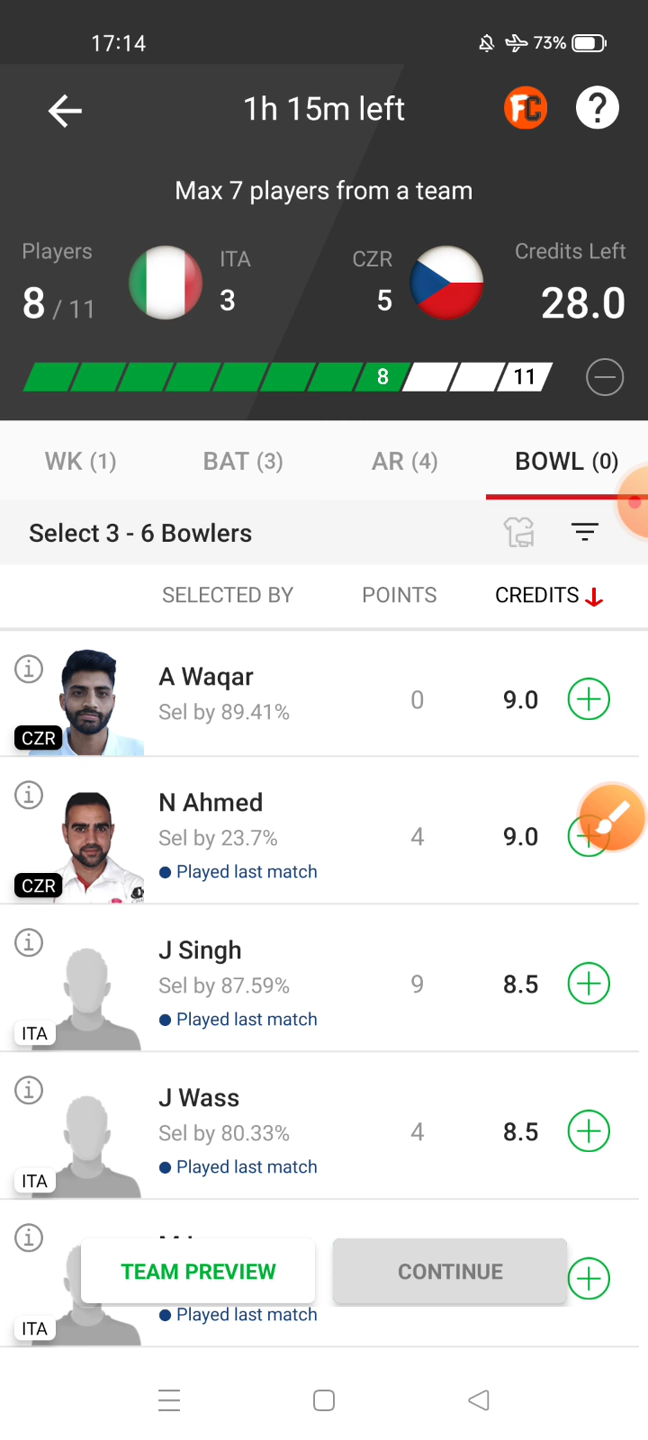 17:14
73%
1h 15m left
FC
?
Max 7 players from a team
Players
ITA
CZR
Credits Left
8 / 11
3
5
28.0
8
11
WK (1)
BAT (3)
AR (4)
BOWL (0)
Select 3 - 6 Bowlers
SELECTED BY
POINTS
CREDITS
i
A Waqar
Sel by 89.41%
0
9.0
CZR
i
N Ahmed
Sel by 23.7%
4
9.0
Played last match
CZR
i
J Singh
Sel by 87.59%
9
8.5
Played last match
ITA
i
J Wass
Sel by 80.33%
4
8.5
Played last match
ITA
i
TEAM PREVIEW
CONTINUE
Played last match
ITA